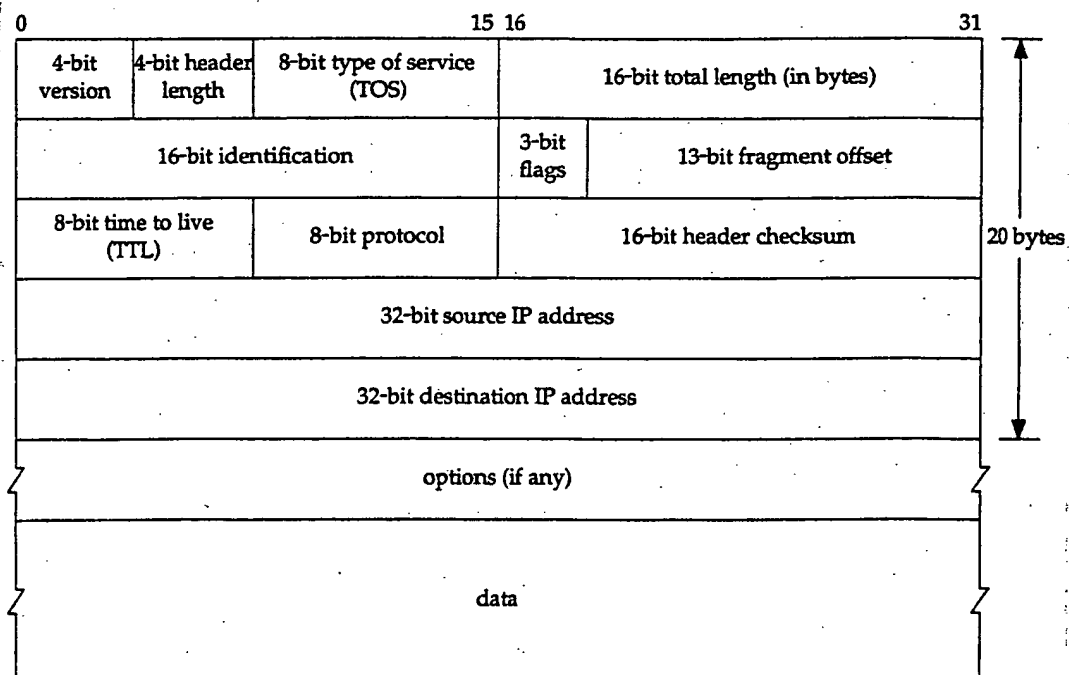 0 15 16 31
4-bit version
4-bit header length
8-bit type of service (TOS)
16-bit total length (in bytes)
16-bit identification
3-bit flags
13-bit fragment offset
8-bit time to live (TTL)
8-bit protocol
16-bit header checksum
20 bytes
32-bit source IP address
32-bit destination IP address
options (if any)
data